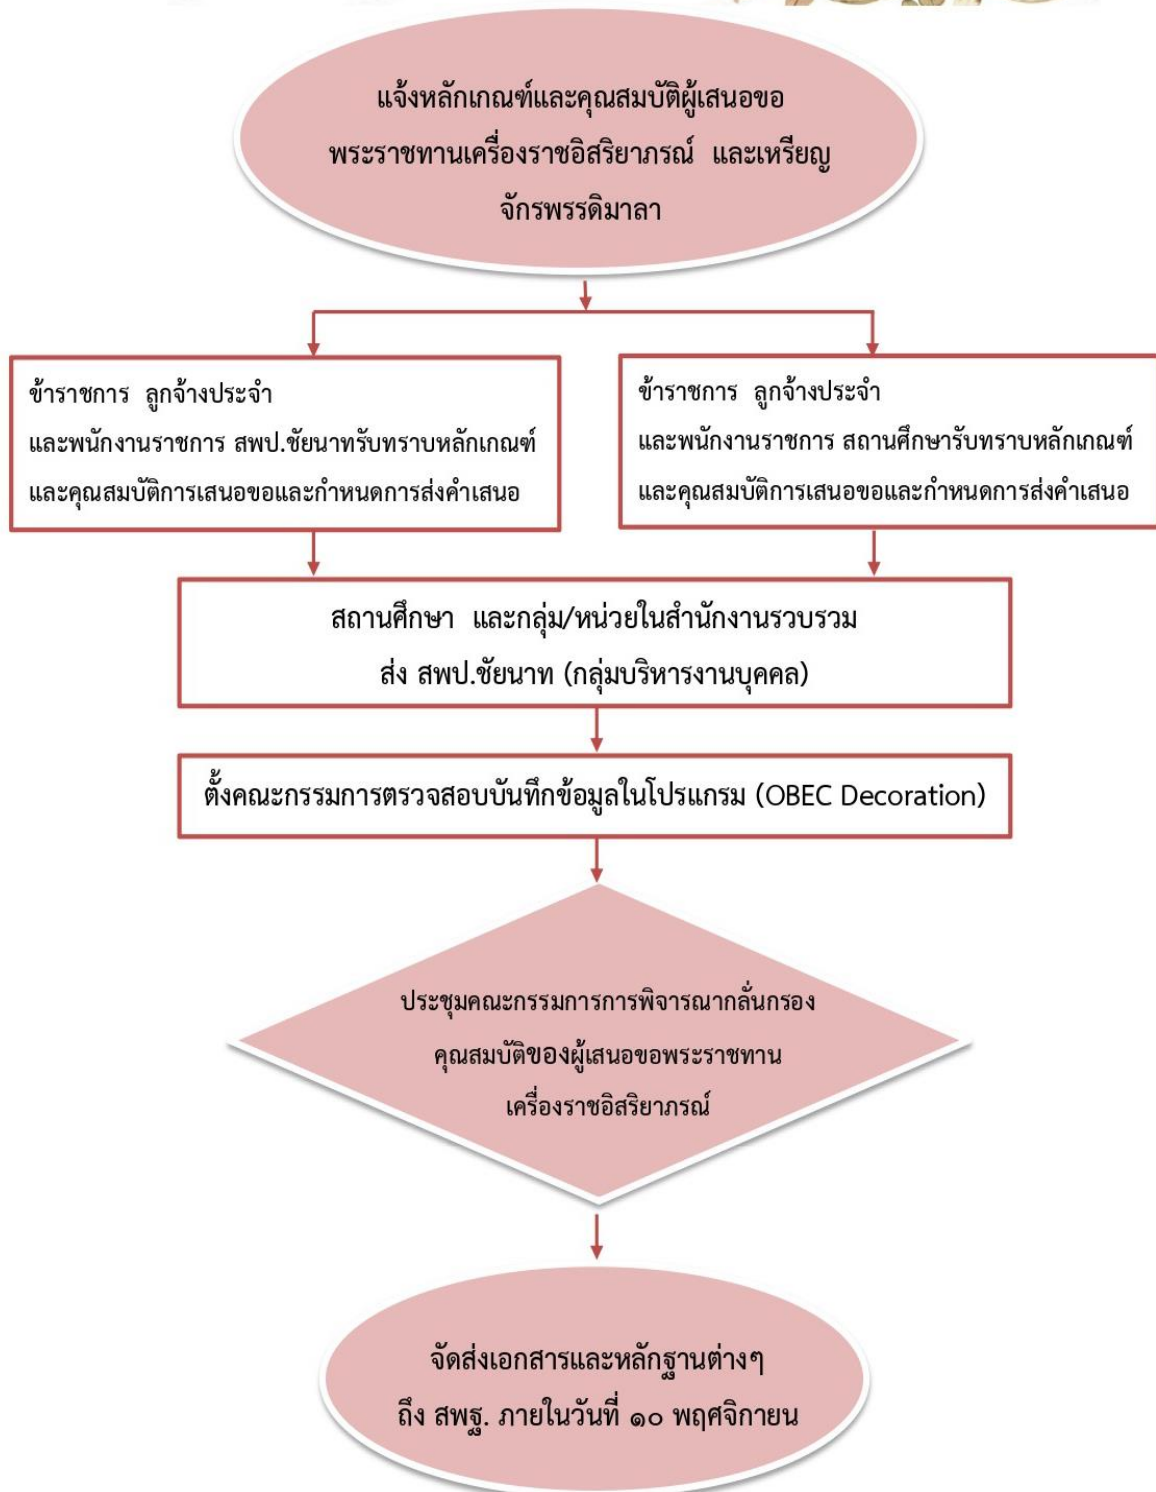 แจ้งหลักเกณฑ์และคุณสมบัติผู้เสนอขอ
พระราชทานเครื่องราชอิสริยาภรณ์ และเหรียญ
จักรพรรดิมาลา
ข้าราชการ ลูกจ้างประจำ
และพนักงานราชการ สพป.ชัยนาทรับทราบหลักเกณฑ์
และคุณสมบัติการเสนอขอและกำหนดการส่งคำเสนอ
ข้าราชการ ลูกจ้างประจำ
และพนักงานราชการ สถานศึกษารับทราบหลักเกณฑ์
และคุณสมบัติการเสนอขอและกำหนดการส่งคำเสนอ
สถานศึกษา และกลุ่ม/หน่วยในสำนักงานรวบรวม
ส่ง สพป.ชัยนาท (กลุ่มบริหารงานบุคคล)
ตั้งคณะกรรมการตรวจสอบบันทึกข้อมูลในโปรแกรม (OBEC Decoration)
ประชุมคณะกรรมการการพิจารณากลั่นกรอง
คุณสมบัติของผู้เสนอขอพระราชทาน
เครื่องราชอิสริยาภรณ์
จัดส่งเอกสารและหลักฐานต่างๆ
ถึง สพฐ. ภายในวันที่ ๑๐ พฤศจิกายน